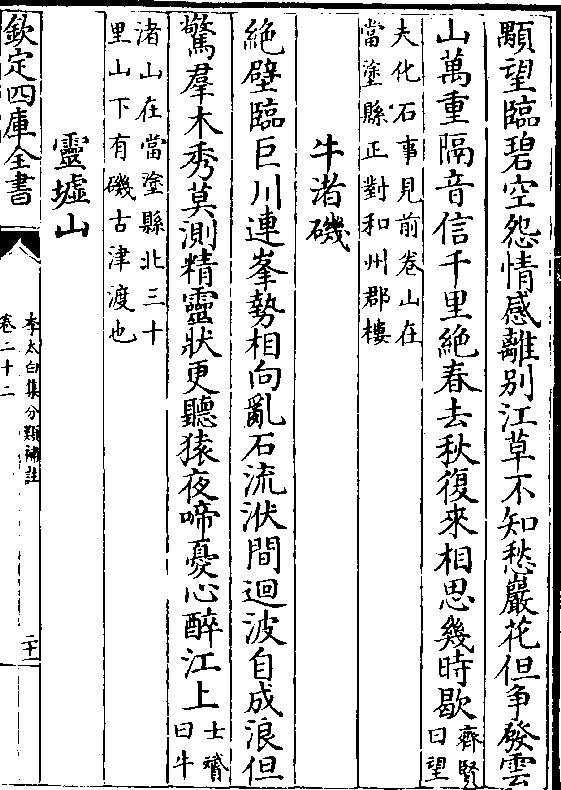 顒望臨碧空怨情感離别江草不知愁巖花但争發雲
山萬重隔音信千里絶春去秋復來相思幾時歇齊賢曰望
夫化石事見前卷山在
當塗縣正對和州郡樓
牛渚磯
絶壁臨巨川連峯勢相向亂石流洑間迴波自成浪但
驚羣木秀莫測精靈狀更聽猿夜啼憂心醉江上士贇曰牛
渚山在當塗縣北三十
里山下有磯古津渡也
靈墟山
欽定四庫全書
李太白集分類補註
卷二十二
二十